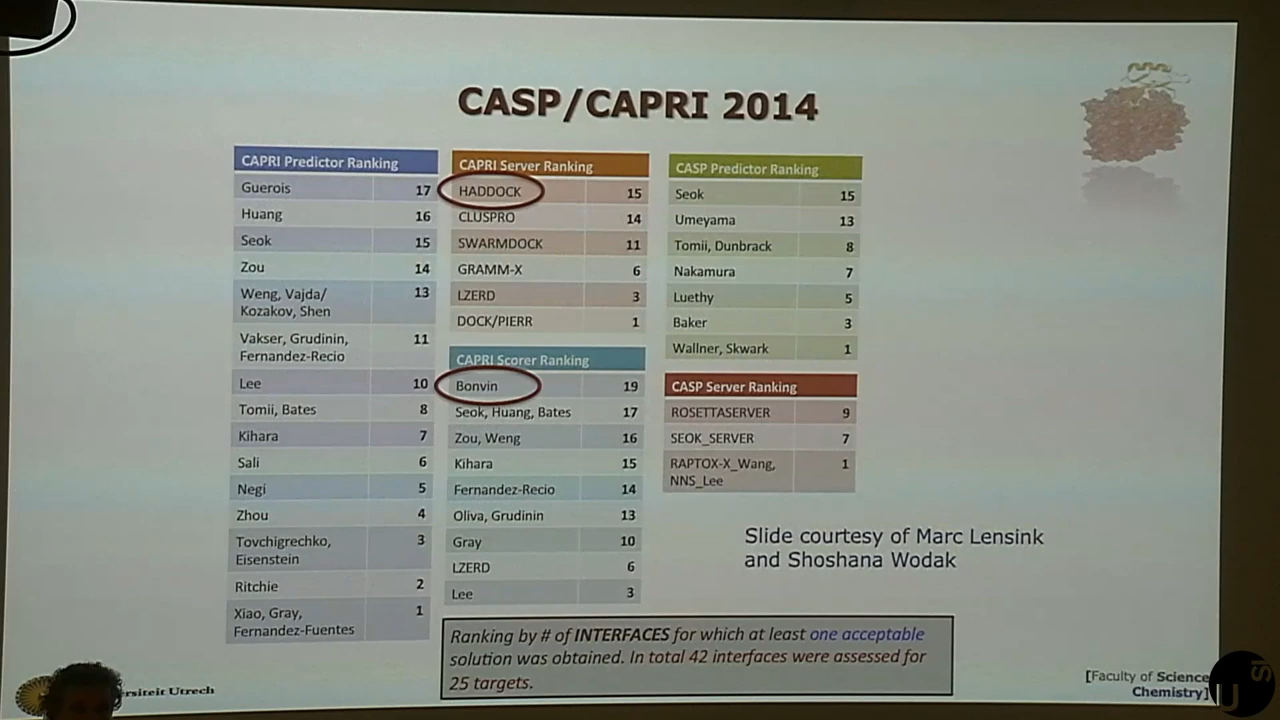 CASP/CAPRI 2014
CAPRI Predictor Ranking
Guerois 17
Huang 16
Seok 15
Zou 14
Weng, Vajda/ 13
Kozakov, Shen
Vakser, Grudinin, 11
Fernandez-Recio
Lee 10
Tomii, Bates 8
Kihara 7
Sali 6
Negi 5
Zhou 4
Tovchigrechko, 3
Eisenstein
Ritchie 2
Xiao, Gray, 1
Fernandez-Fuentes
CAPRI Server Ranking
HADDOCK 15
CLUSPRO 14
SWARMDOCK 11
GRAMM-X 6
LZERD 3
DOCK/PIERR 1
CAPRI Scorer Ranking
Bonvin 19
Seok, Huang, Bates 17
Zou, Weng 16
Kihara 15
Fernandez-Recio 14
Oliva, Grudinin 13
Gray 10
LZERD 6
Lee 3
CASP Predictor Ranking
Seok 15
Umeyama 13
Tomii, Dunbrack 8
Nakamura 7
Luethy 5
Baker 3
Wallner, Skwark 1
CASP Server Ranking
ROSETTASERVER 9
SEOK_SERVER 7
RAPTOX-X_Wang, 1
NNS_Lee
Slide courtesy of Marc Lensink
and Shoshana Wodak
Ranking by # of INTERFACES for which at least one acceptable
solution was obtained. In total 42 interfaces were assessed for
25 targets.
rsiteit Utrech
[Faculty of Science
Chemistry]
USI